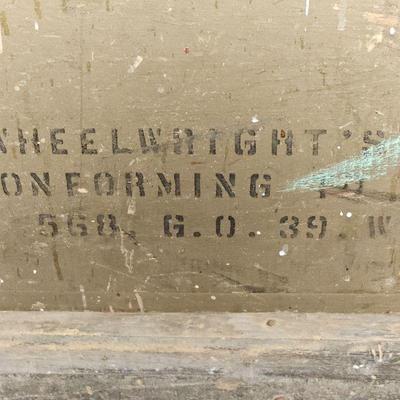 WHEELWRIGHT'S
ONFORMING
568, G.O. 39 W